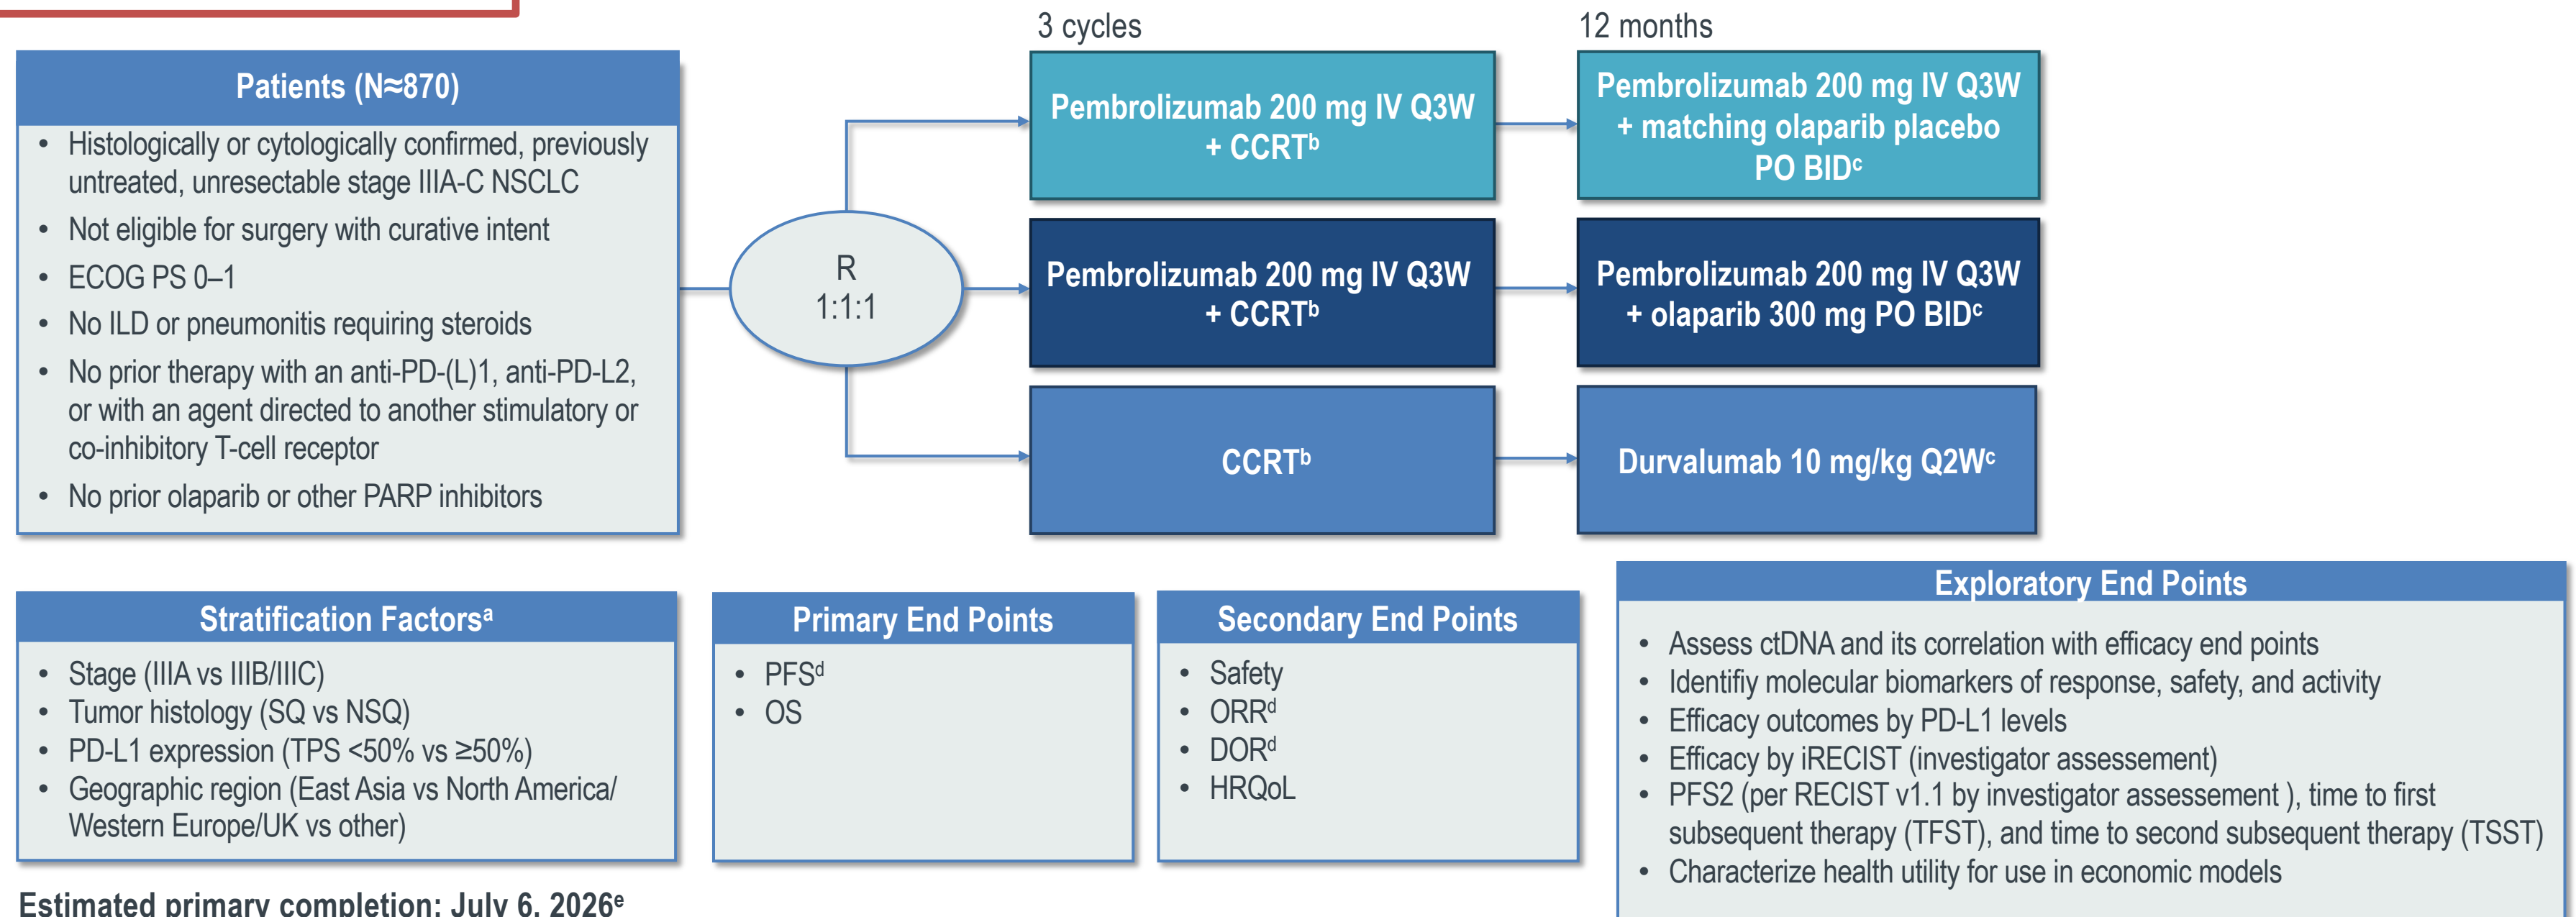 3 cycles
12 months
Patients (N≈870)
• Histologically or cytologically confirmed, previously
untreated, unresectable stage IIIA-C NSCLC
• Not eligible for surgery with curative intent
• ECOG PS 0–1
• No ILD or pneumonitis requiring steroids
• No prior therapy with an anti-PD-(L)1, anti-PD-L2,
or with an agent directed to another stimulatory or
co-inhibitory T-cell receptor
• No prior olaparib or other PARP inhibitors
R
1:1:1
Pembrolizumab 200 mg IV Q3W
+ CCRTᵇ
Pembrolizumab 200 mg IV Q3W
+ matching olaparib placebo
PO BIDᶜ
Pembrolizumab 200 mg IV Q3W
+ CCRTᵇ
Pembrolizumab 200 mg IV Q3W
+ olaparib 300 mg PO BIDᶜ
CCRTᵇ
Durvalumab 10 mg/kg Q2Wᶜ
Stratification Factorsᵃ
• Stage (IIIA vs IIIB/IIIC)
• Tumor histology (SQ vs NSQ)
• PD-L1 expression (TPS <50% vs ≥50%)
• Geographic region (East Asia vs North America/
Western Europe/UK vs other)
Primary End Points
• PFSᵈ
• OS
Secondary End Points
• Safety
• ORRᵈ
• DORᵈ
• HRQoL
Exploratory End Points
• Assess ctDNA and its correlation with efficacy end points
• Identifiy molecular biomarkers of response, safety, and activity
• Efficacy outcomes by PD-L1 levels
• Efficacy by iRECIST (investigator assessement)
• PFS2 (per RECIST v1.1 by investigator assessement ), time to first
subsequent therapy (TFST), and time to second subsequent therapy (TSST)
• Characterize health utility for use in economic models
Estimated primary completion: July 6, 2026ᵉ